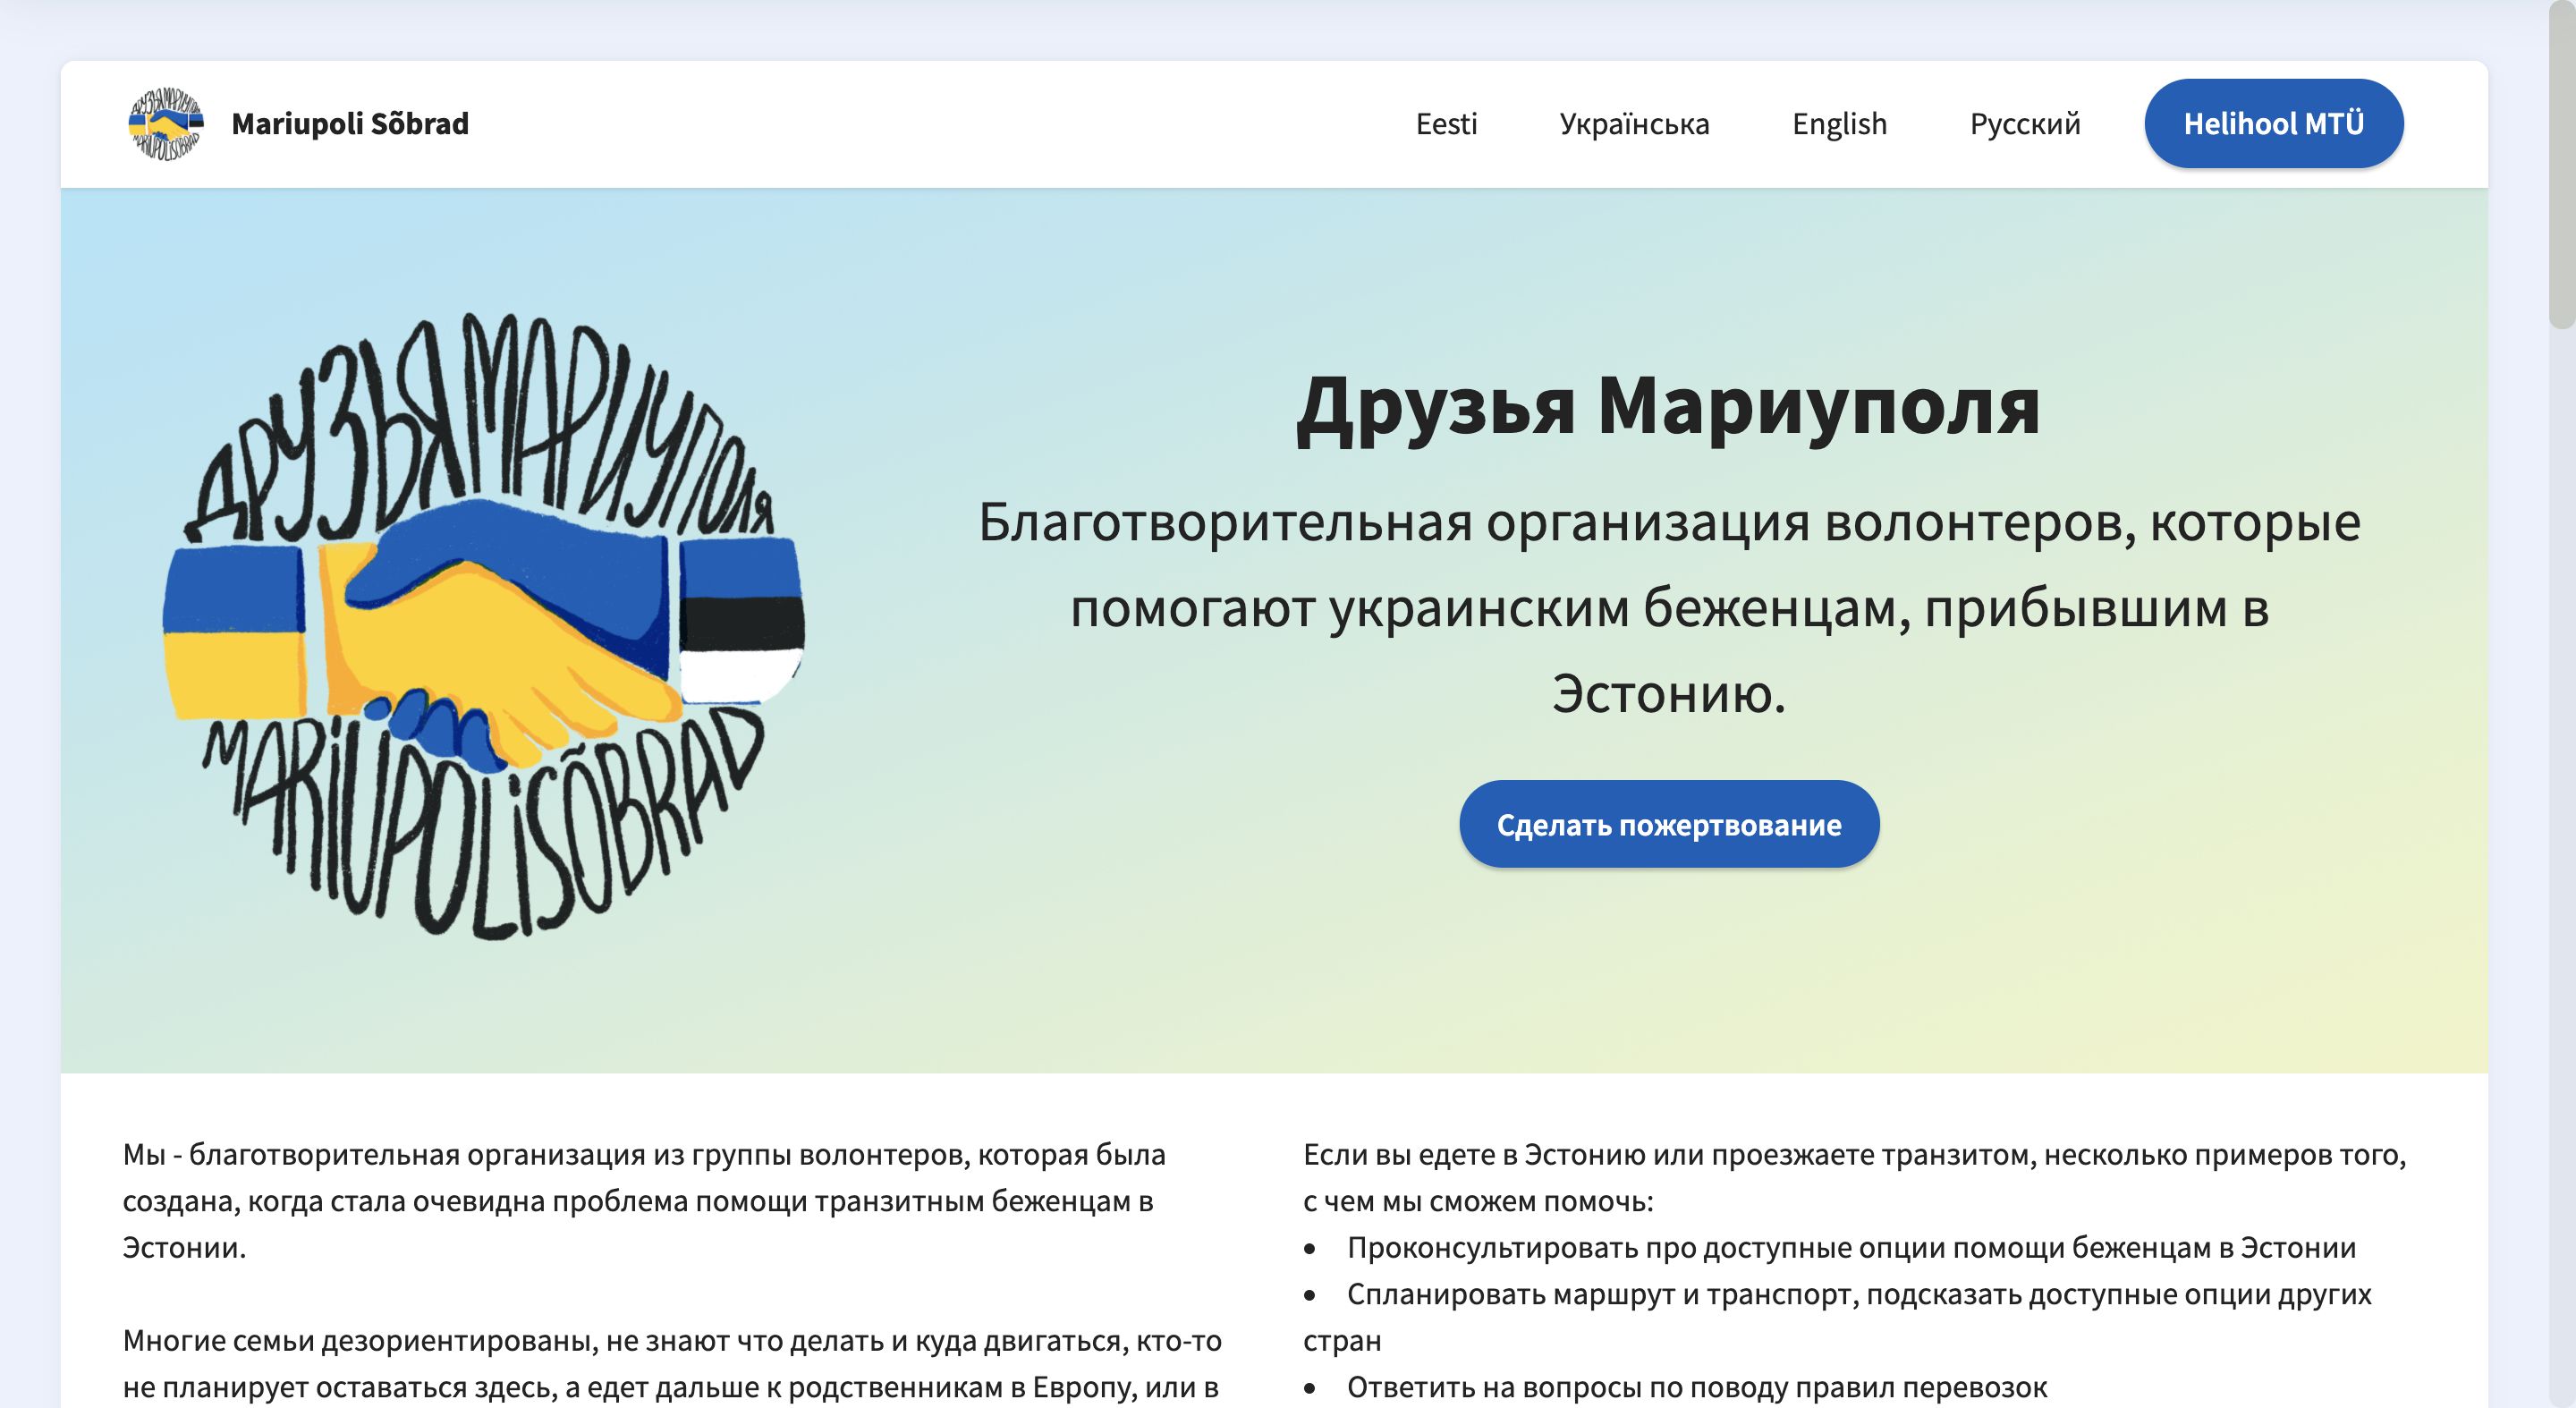 ДРУЗЬЯ МАРИУПОЛЯ
MARIUPOLI SÕBRAD
Mariupoli Sõbrad
Eesti
Українська
English
Русский
Helihool MTÜ
ДРУЗЬЯ МАРИУПОЛЯ
MARIUPOLI SÕBRAD
Друзья Мариуполя
Благотворительная организация волонтеров, которые
помогают украинским беженцам, прибывшим в
Эстонию.
Сделать пожертвование
Мы - благотворительная организация из группы волонтеров, которая была
создана, когда стала очевидна проблема помощи транзитным беженцам в
Эстонии.
Многие семьи дезориентированы, не знают что делать и куда двигаться, кто-то
не планирует оставаться здесь, а едет дальше к родственникам в Европу, или в
Если вы едете в Эстонию или проезжаете транзитом, несколько примеров того,
с чем мы сможем помочь:
• Проконсультировать про доступные опции помощи беженцам в Эстонии
• Спланировать маршрут и транспорт, подсказать доступные опции других
стран
• Ответить на вопросы по поводу правил перевозок